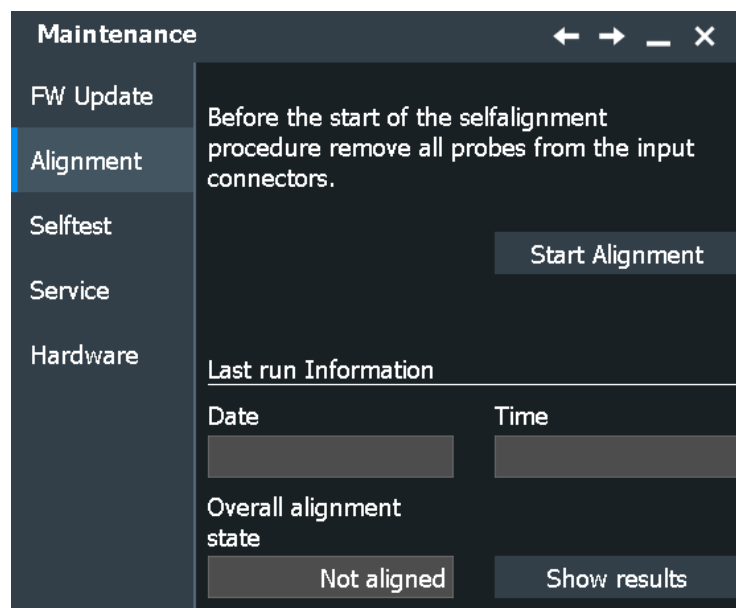 Maintenance
FW Update
Alignment
Selftest
Service
Hardware
Before the start of the selfalignment
procedure remove all probes from the input
connectors.
Start Alignment
Last run Information
Date
Time
Overall alignment
state
Not aligned
Show results